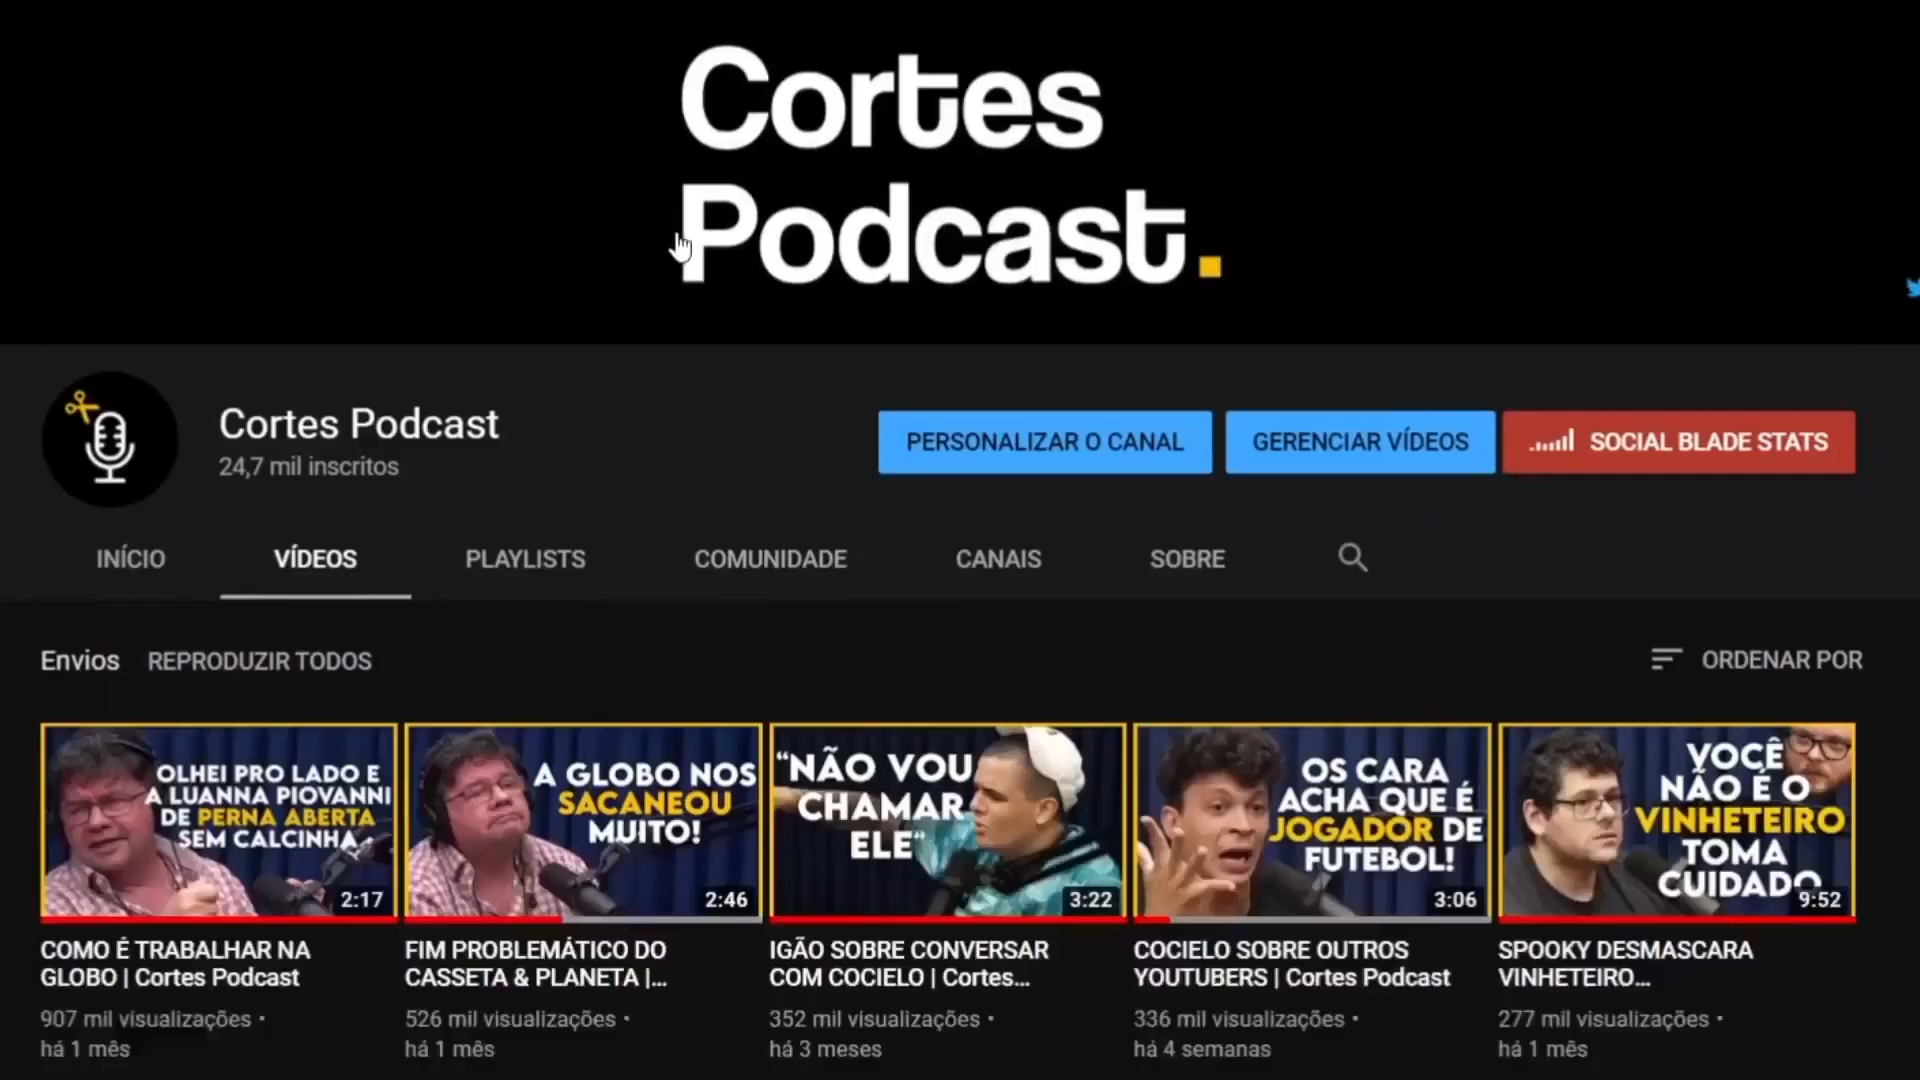 Cortes
Podcast.
Cortes Podcast
24,7 mil inscritos
PERSONALIZAR O CANAL
GERENCIAR VÍDEOS
SOCIAL BLADE STATS
INÍCIO
VÍDEOS
PLAYLISTS
COMUNIDADE
CANAIS
SOBRE
Envios
REPRODUZIR TODOS
ORDENAR POR
OLHEI PRO LADO E
A LUANNA PIOVANNI
DE PERNA ABERTA
SEM CALCINHA
2:17
COMO É TRABALHAR NA
GLOBO | Cortes Podcast
907 mil visualizações •
há 1 mês
A GLOBO NOS
SACANEOU
MUITO!
2:46
FIM PROBLEMÁTICO DO
CASSETA & PLANETA |...
526 mil visualizações •
há 1 mês
“NÃO VOU
CHAMAR
ELE“
3:22
IGÃO SOBRE CONVERSAR
COM COCIELO | Cortes...
352 mil visualizações •
há 3 meses
OS CARA
ACHA QUE É
JOGADOR DE
FUTEBOL!
3:06
COCIELO SOBRE OUTROS
YOUTUBERS | Cortes Podcast
336 mil visualizações •
há 4 semanas
VOCÊ
NÃO É O
VINHETEIRO
TOMA
CUIDADO
9:52
SPOOKY DESMASCARA
VINHETEIRO...
277 mil visualizações •
há 1 mês